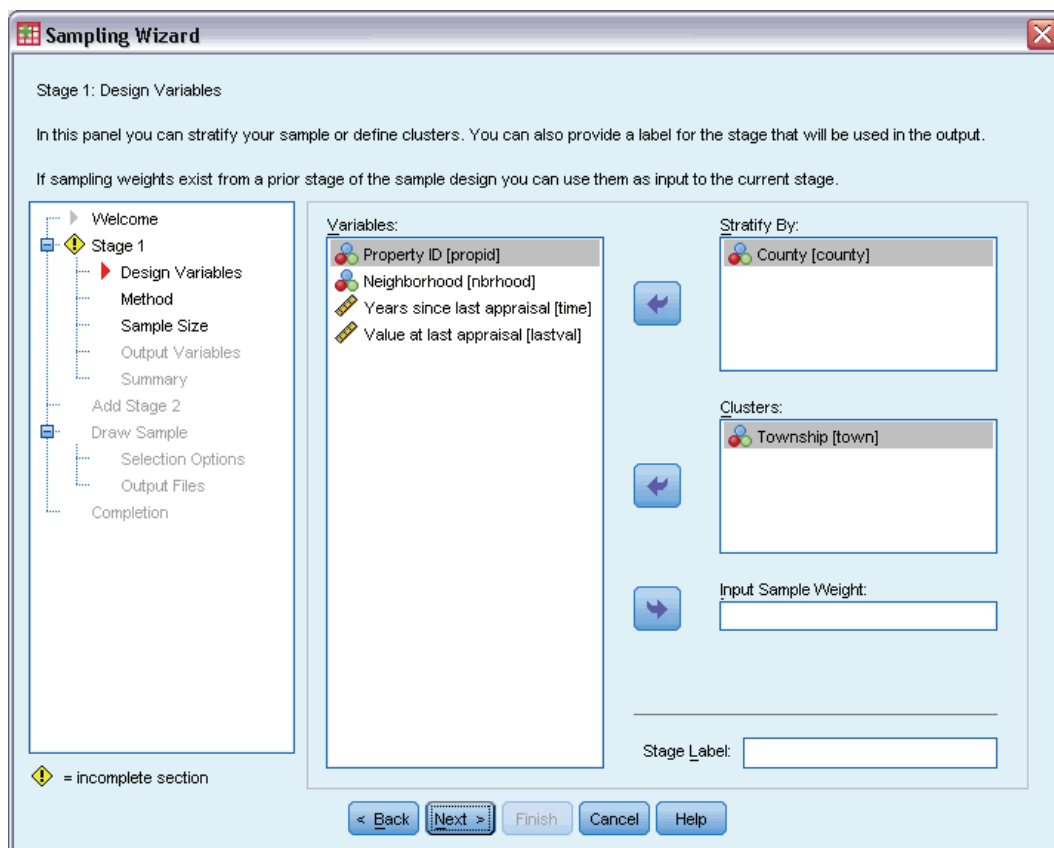 Sampling Wizard
Stage 1: Design Variables
In this panel you can stratify your sample or define clusters. You can also provide a label for the stage that will be used in the output.
If sampling weights exist from a prior stage of the sample design you can use them as input to the current stage.
Welcome
Stage 1
Design Variables
Method
Sample Size
Output Variables
Summary
Add Stage 2
Draw Sample
Selection Options
Output Files
Completion
! = incomplete section
Variables:
Property ID [propid]
Neighborhood [nbrhood]
Years since last appraisal [time]
Value at last appraisal [lastval]
Stratify By:
County [county]
Clusters:
Township [town]
Input Sample Weight:
Stage Label:
< Back
Next >
Finish
Cancel
Help